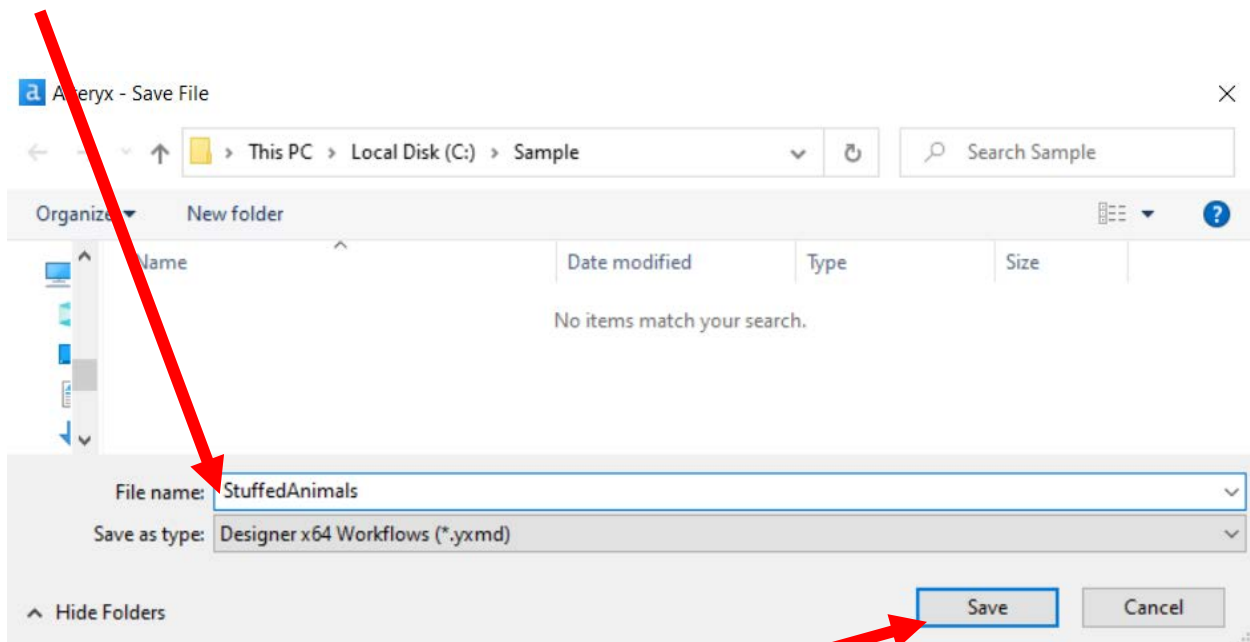 Alteryx - Save File
This PC > Local Disk (C:) > Sample
Search Sample
Organize
New folder
Name
Date modified
Type
Size
No items match your search.
File name: StuffedAnimals
Save as type: Designer x64 Workflows (*.yxmd)
Hide Folders
Save
Cancel